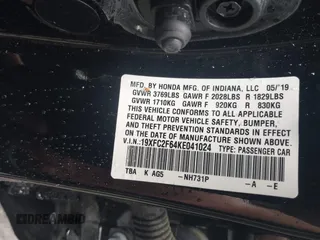 MFD. BY HONDA MFG. OF INDIANA, LLC 05/'19
GVWR 3769LBS GAWR F 2028LBS R 1829LBS
GVWR 1710KG GAWR F 920KG R 830KG
THIS VEHICLE CONFORMS TO ALL APPLICABLE
FEDERAL MOTOR VEHICLE SAFETY, BUMPER,
AND THEFT PREVENTION STANDARDS IN EFFECT
ON THE DATE OF MANUFACTURE SHOWN ABOVE.
V.I.N.:19XFC2F64KE041024 TYPE: PASSENGER CAR
TBA K AG5 -NH731P -A -E